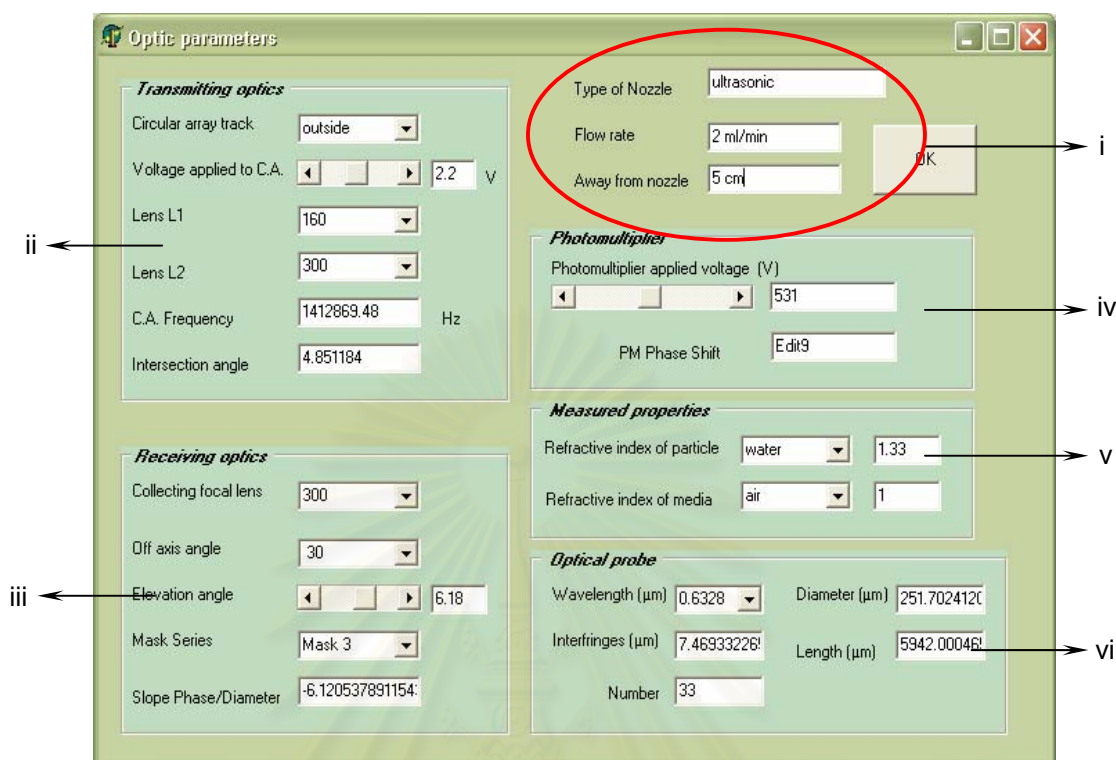 Optic parameters
Transmitting optics
Circular array track outside
Voltage applied to C.A. 2.2 V
Lens L1 160
Lens L2 300
C.A. Frequency 1412869.48 Hz
Intersection angle 4.851184
ii
Type of Nozzle ultrasonic
Flow rate 2 ml/min
Away from nozzle 5 cm
OK
i
Photomultiplier
Photomultiplier applied voltage (V)
531
PM Phase Shift Edit9
iv
Measured properties
Refractive index of particle water 1.33
Refractive index of media air 1
v
Receiving optics
Collecting focal lens 300
Off axis angle 30
Elevation angle 6.18
Mask Series Mask 3
Slope Phase/Diameter -6.120537891154
iii
Optical probe
Wavelength (µm) 0.6328 Diameter (µm) 251.702412
Interfringes (µm) 7.46933226 Length (µm) 5942.00046
Number 33
vi